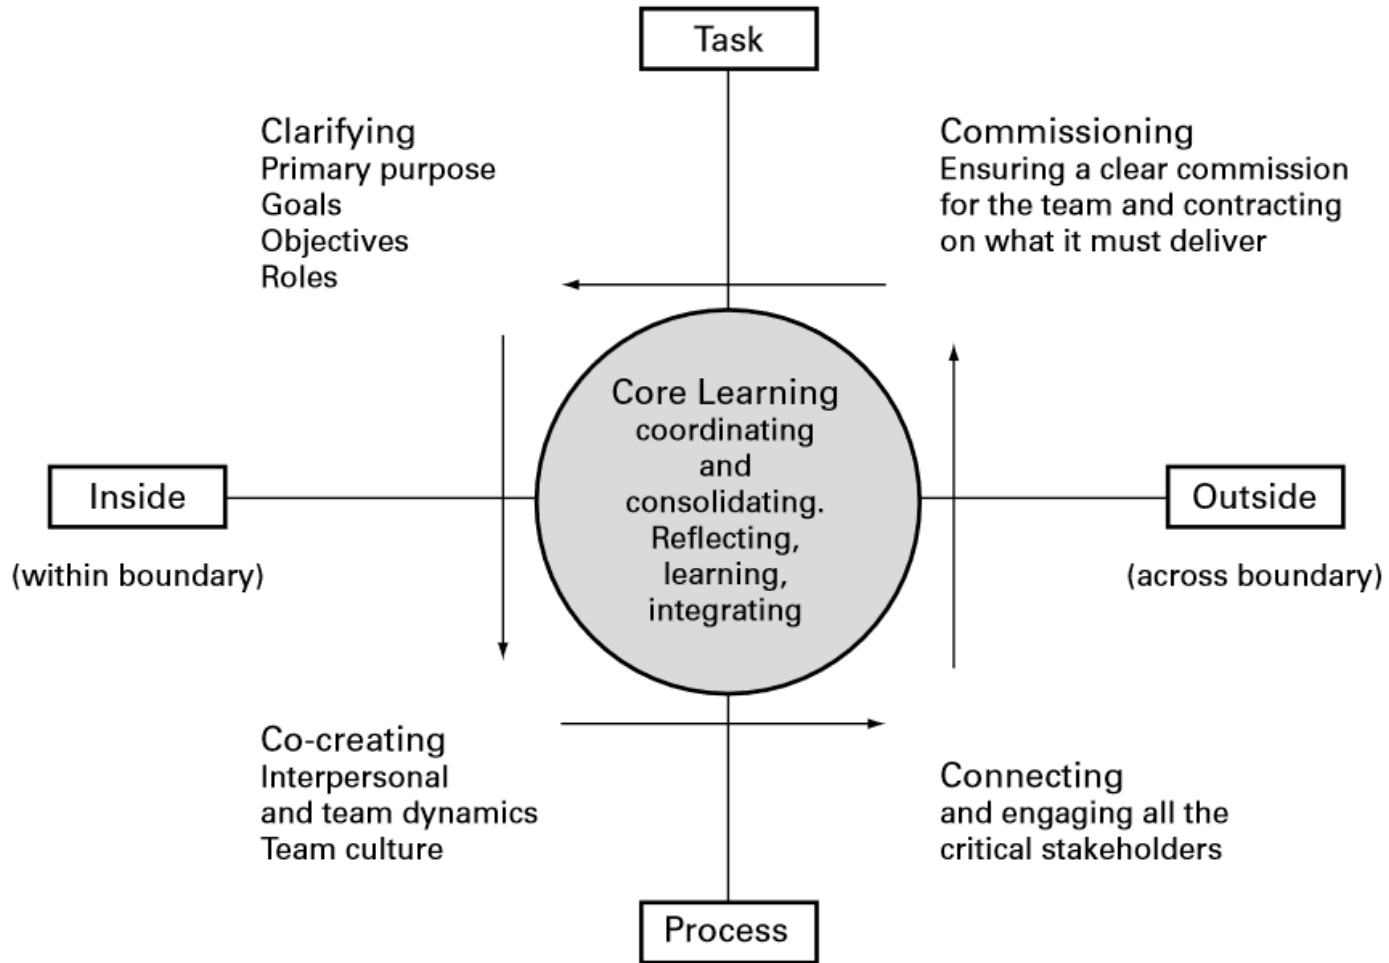 Task
Clarifying
Primary purpose
Goals
Objectives
Roles
Commissioning
Ensuring a clear commission
for the team and contracting
on what it must deliver
Core Learning
coordinating
and
consolidating.
Reflecting,
learning,
integrating
Inside
(within boundary)
Outside
(across boundary)
Co-creating
Interpersonal
and team dynamics
Team culture
Connecting
and engaging all the
critical stakeholders
Process